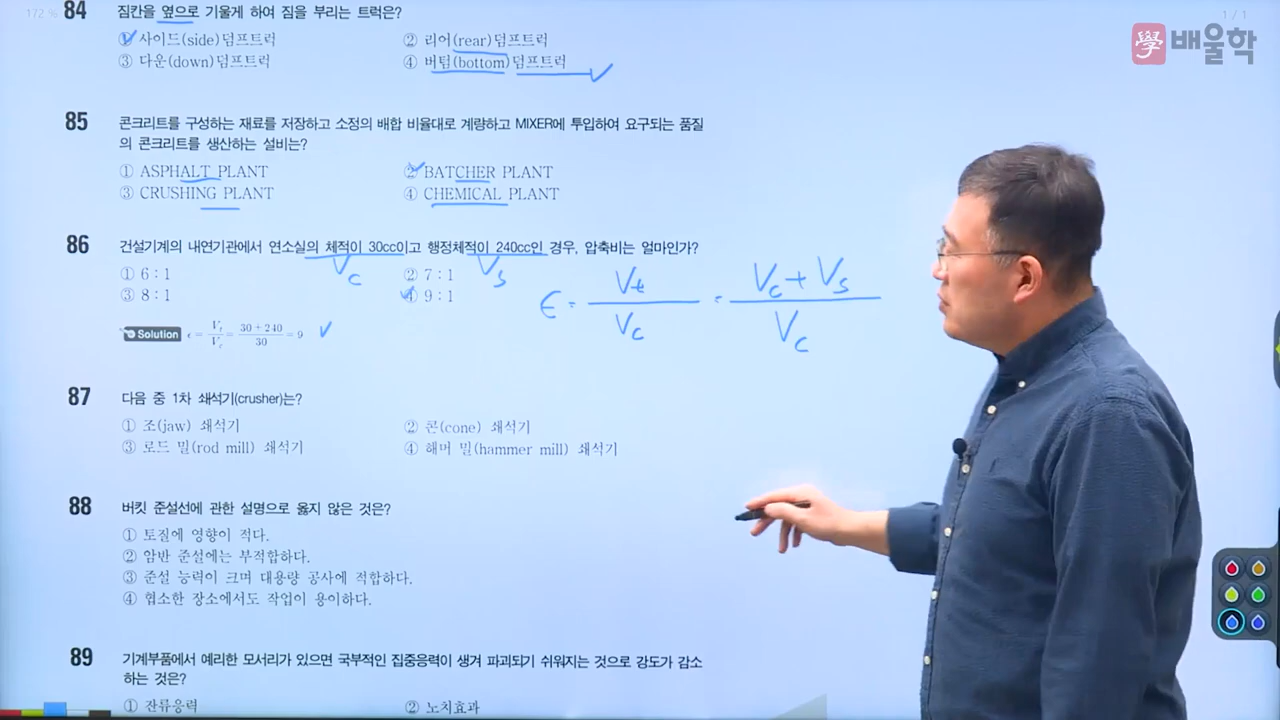 172 %
1 / 1
學 배울학
84 짐칸을 옆으로 기울게 하여 짐을 부리는 트럭은?
① 사이드(side)덤프트럭 ② 리어(rear)덤프트럭
③ 다운(down)덤프트럭 ④ 버텀(bottom)덤프트럭
85 콘크리트를 구성하는 재료를 저장하고 소정의 배합 비율대로 계량하고 MIXER에 투입하여 요구되는 품질
의 콘크리트를 생산하는 설비는?
① ASPHALT PLANT ② BATCHER PLANT
③ CRUSHING PLANT ④ CHEMICAL PLANT
86 건설기계의 내연기관에서 연소실의 체적이 30cc이고 행정체적이 240cc인 경우, 압축비는 얼마인가?
Vc Vs
① 6 : 1 ② 7 : 1
③ 8 : 1 ④ 9 : 1
ϵ = Vt / Vc = Vc + Vs / Vc
Solution ϵ = Vt / Vc = 30 + 240 / 30 = 9
87 다음 중 1차 쇄석기(crusher)는?
① 조(jaw) 쇄석기 ② 콘(cone) 쇄석기
③ 로드 밀(rod mill) 쇄석기 ④ 해머 밀(hammer mill) 쇄석기
88 버킷 준설선에 관한 설명으로 옳지 않은 것은?
① 토질에 영향이 적다.
② 암반 준설에는 부적합하다.
③ 준설 능력이 크며 대용량 공사에 적합하다.
④ 협소한 장소에서도 작업이 용이하다.
89 기계부품에서 예리한 모서리가 있으면 국부적인 집중응력이 생겨 파괴되기 쉬워지는 것으로 강도가 감소
하는 것은?
① 잔류응력 ② 노치효과